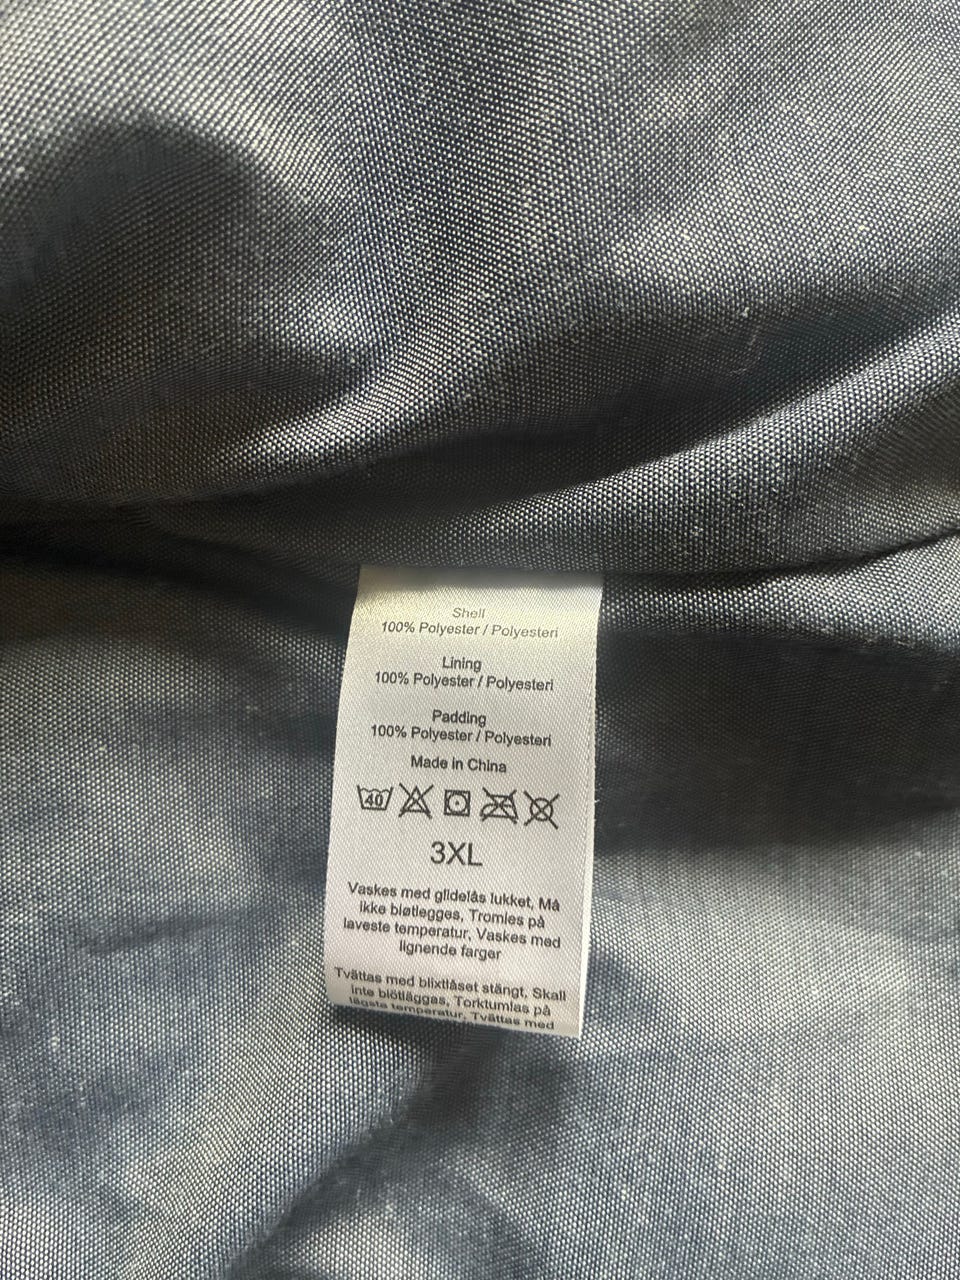 Shell
100% Polyester / Polyesteri
Lining
100% Polyester / Polyesteri
Padding
100% Polyester / Polyesteri
Made in China
40
3XL
Vaskes med glidelås lukket, Må
ikke bløtlegges, Tromles på
laveste temperatur, Vaskes med
lignende farger
Tvättas med blixtlåset stängt, Skall
inte blötläggas, Torktumlas på
lägsta temperatur, Tvättas med